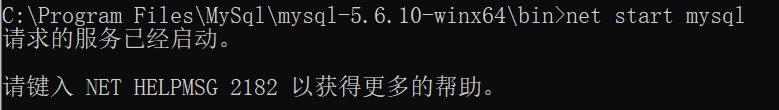 C:\Program Files\MySql\mysql-5.6.10-winx64\bin>net start mysql
请求的服务已经启动。
请键入 NET HELPMSG 2182 以获得更多的帮助。